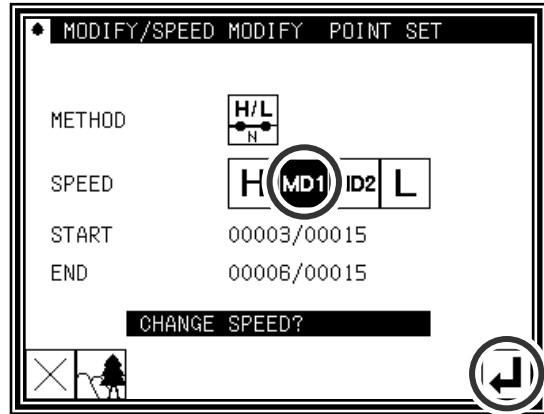 MODIFY/SPEED MODIFY POINT SET
METHOD H/L N
SPEED H MD1 ID2 L
START 00003/00015
END 00006/00015
CHANGE SPEED?